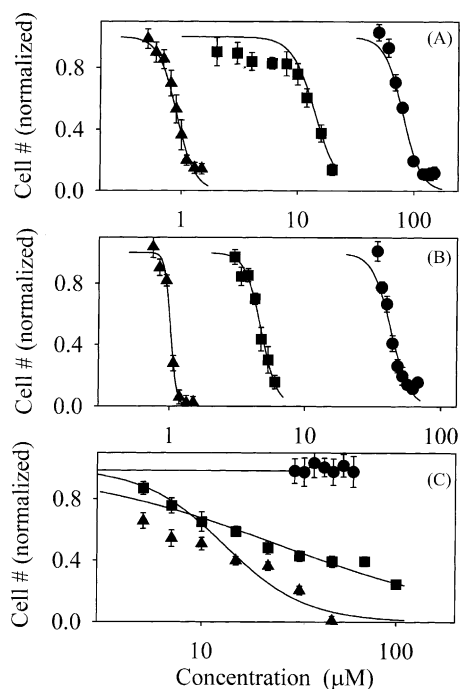 (A)
Cell # (normalized)
0.8
0.4
0.0
1 10 100
(B)
Cell # (normalized)
0.8
0.4
0.0
1 10 100
(C)
Cell # (normalized)
0.8
0.4
0.0
10 100
Concentration (μM)